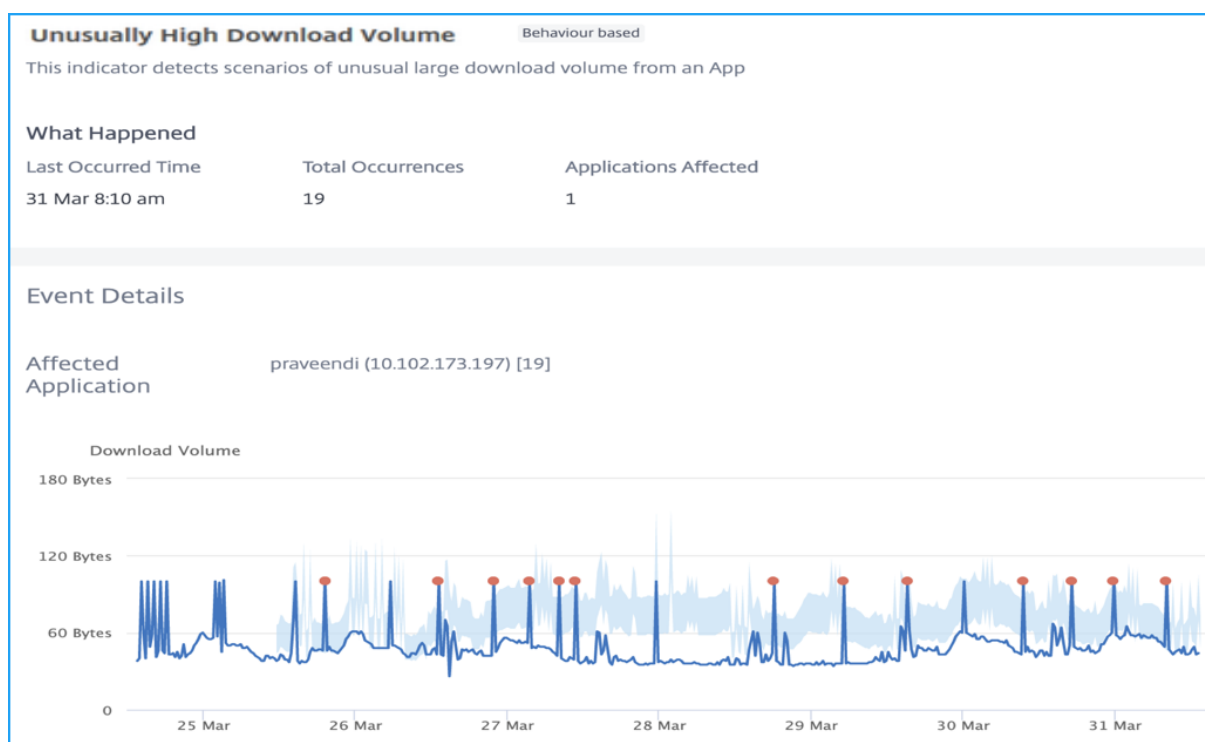 Unusually High Download Volume Behaviour based
This indicator detects scenarios of unusual large download volume from an App
What Happened
Last Occurred Time Total Occurrences Applications Affected
31 Mar 8:10 am 19 1
Event Details
Affected praveendi (10.102.173.197) [19]
Application
Download Volume
180 Bytes
120 Bytes
60 Bytes
0
25 Mar 26 Mar 27 Mar 28 Mar 29 Mar 30 Mar 31 Mar